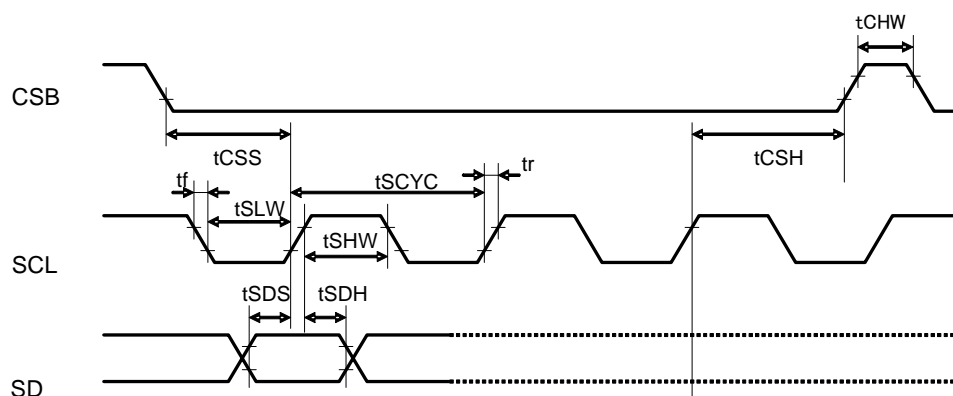 tCHW
CSB
tCSS
tCSH
tf
tSCYC
tr
tSLW
tSHW
SCL
tSDS
tSDH
SD